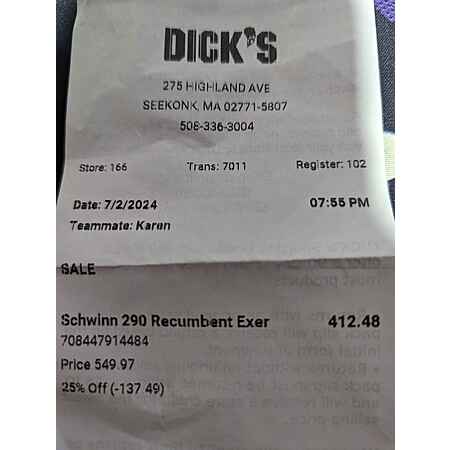 DICK'S
275 HIGHLAND AVE
SEEKONK, MA 02771-5807
508-336-3004
Store: 166 Trans: 7011 Register: 102
Date: 7/2/2024 07:55 PM
Teammate: Karen
SALE
Schwinn 290 Recumbent Exer 412.48
708447914484
Price 549.97
25% Off (-137 49)